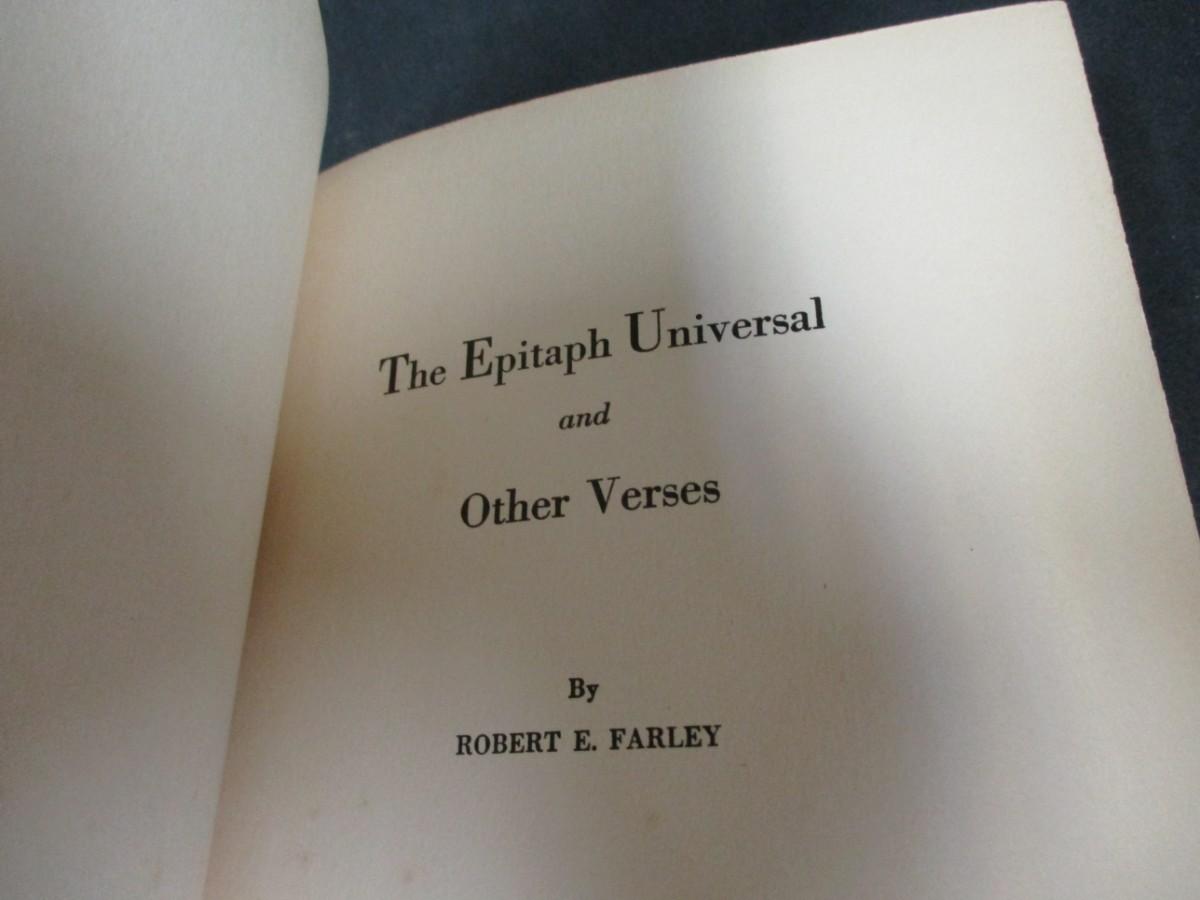 The Epitaph Universal
and
Other Verses
By
ROBERT E. FARLEY